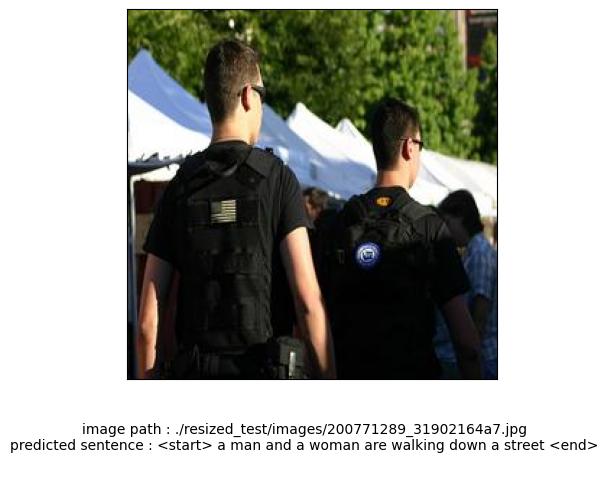 image path : ./resized_test/images/200771289_31902164a7.jpg
predicted sentence : <start> a man and a woman are walking down a street <end>